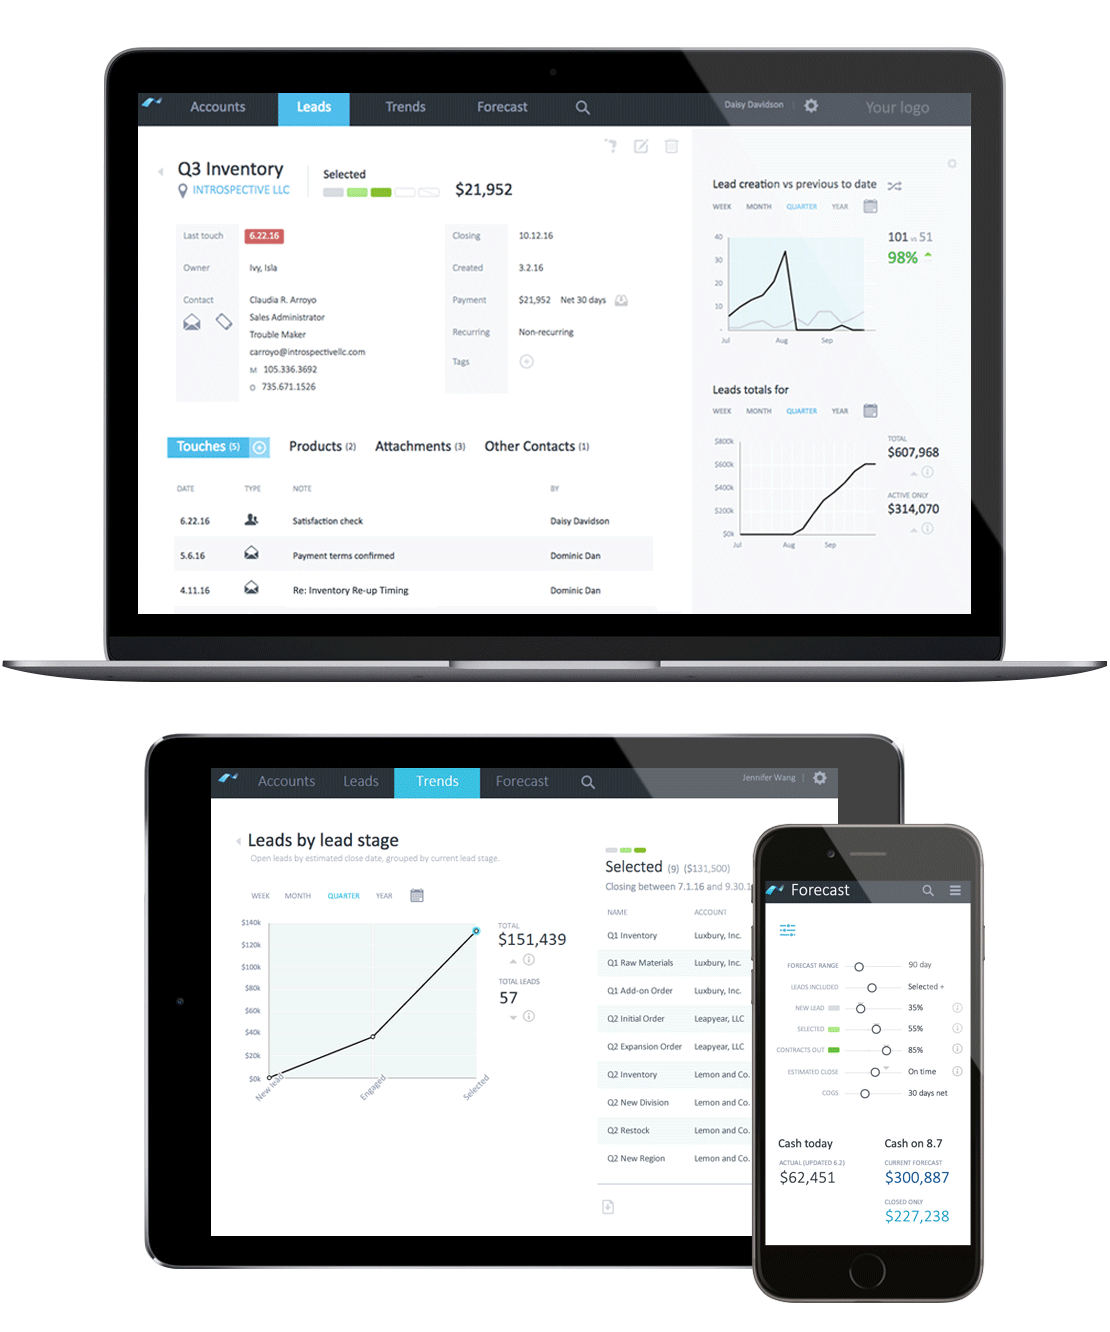 Accounts Leads Trends Forecast Daisy Davidson | Your logo
Q3 Inventory
INTROSPECTIVE LLC
Selected
$21,952
Last touch 6.22.16
Owner Ivy, Isla
Contact Claudia R. Arroyo
Sales Administrator
Trouble Maker
carroyo@introspectivellc.com
M 105.336.3692
O 735.671.1526
Closing 10.12.16
Created 3.2.16
Payment $21,952 Net 30 days
Recurring Non-recurring
Tags
Touches (5) Products (2) Attachments (3) Other Contacts (1)
DATE TYPE NOTE BY
6.22.16 Satisfaction check Daisy Davidson
5.6.16 Payment terms confirmed Dominic Dan
4.11.16 Re: Inventory Re-up Timing Dominic Dan
Lead creation vs previous to date
WEEK MONTH QUARTER YEAR
40
30
20
10
-
Jul Aug Sep
101 vs 51
98%
Leads totals for
WEEK MONTH QUARTER YEAR
$800k
$600k
$400k
$200k
$0k
Jul Aug Sep
TOTAL
$607,968
ACTIVE ONLY
$314,070
Accounts Leads Trends Forecast Jennifer Wang |
Leads by lead stage
Open leads by estimated close date, grouped by current lead stage.
WEEK MONTH QUARTER YEAR
$140k
$120k
$100k
$80k
$60k
$40k
$20k
$0k
New lead Engaged Selected
TOTAL
$151,439
TOTAL LEADS
57
Selected (9) ($131,500)
Closing between 7.1.16 and 9.30.1
NAME ACCOUNT
Q1 Inventory Luxbury, Inc.
Q1 Raw Materials Luxbury, Inc.
Q1 Add-on Order Luxbury, Inc.
Q2 Initial Order Leapyear, LLC
Q2 Expansion Order Leapyear, LLC
Q2 Inventory Lemon and Co.
Q2 New Division Lemon and Co.
Q2 Restock Lemon and Co.
Q2 New Region Lemon and Co.
Forecast
FORECAST RANGE 90 day
LEADS INCLUDED Selected +
NEW LEAD 35%
SELECTED 55%
CONTRACTS OUT 85%
ESTIMATED CLOSE On time
COGS 30 days net
Cash today
ACTUAL (UPDATED 6.2)
$62,451
Cash on 8.7
CURRENT FORECAST
$300,887
CLOSED ONLY
$227,238